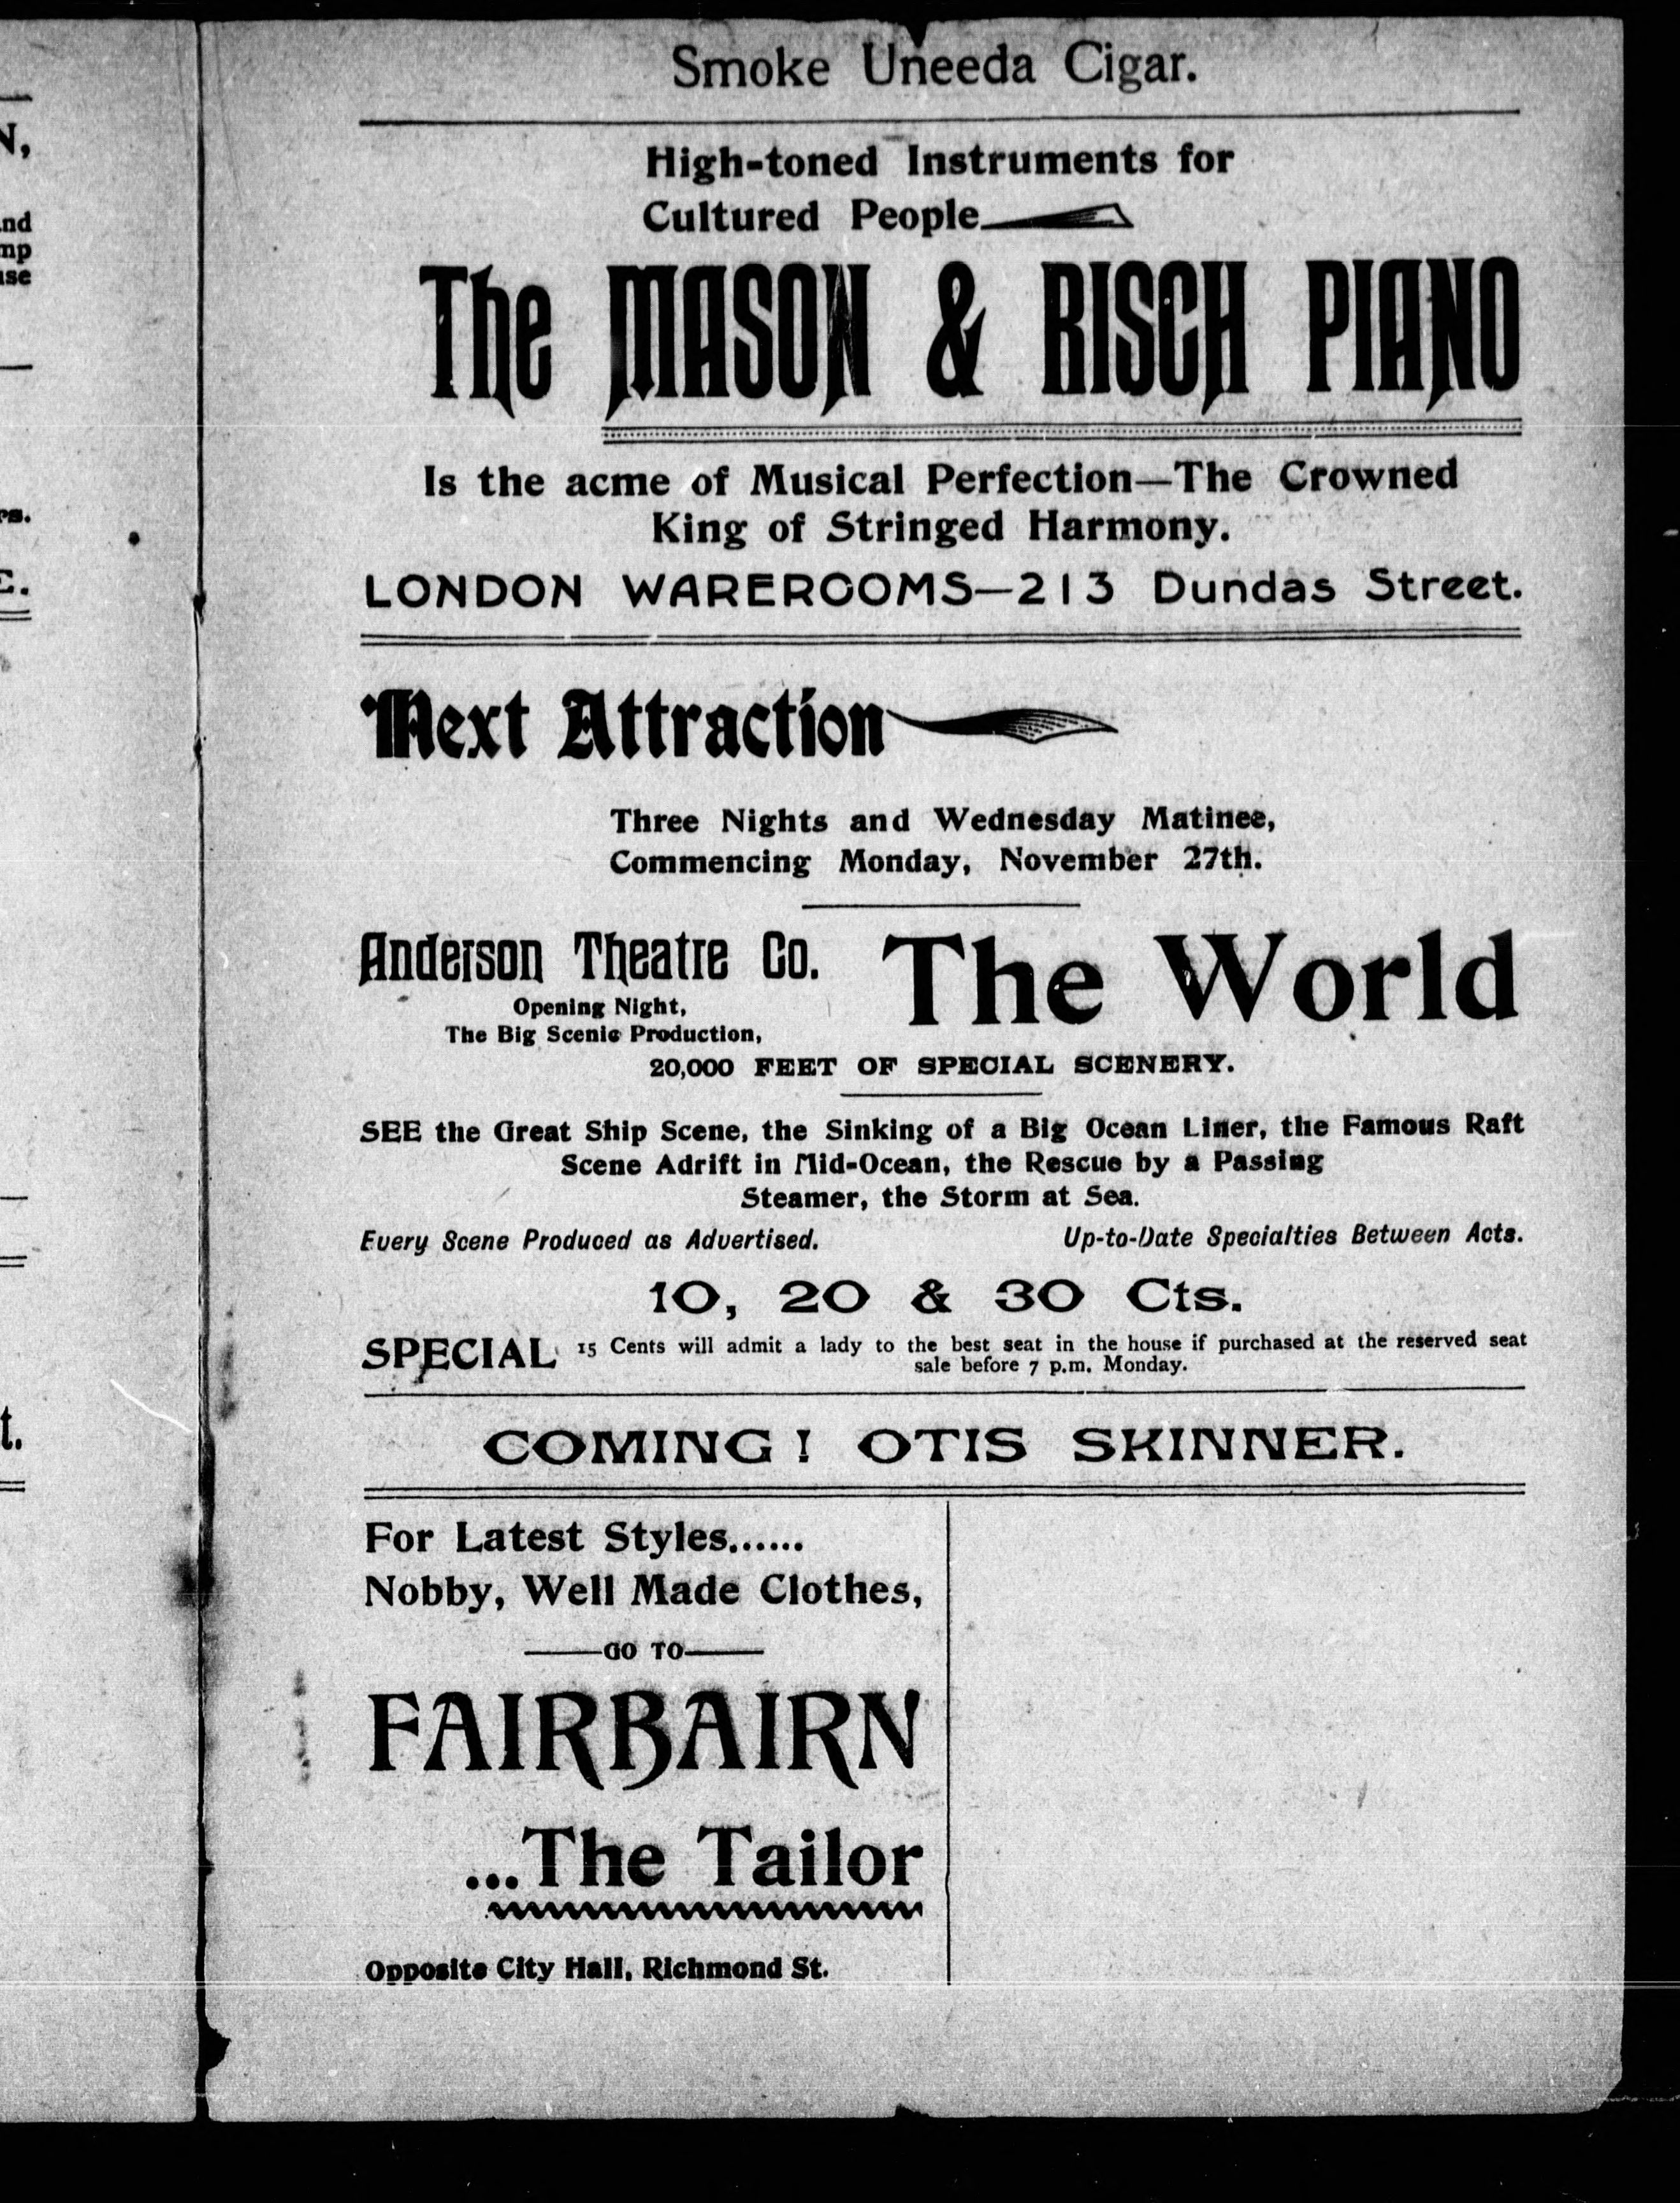 Smoke Uneeda Cigar.
High-toned Instruments for
Cultured People
The MASON & RISCH PIANO
Is the acme of Musical Perfection—The Crowned
King of Stringed Harmony.
LONDON WAREROOMS—213 Dundas Street.
Next Attraction
Three Nights and Wednesday Matinee,
Commencing Monday, November 27th.
Anderson Theatre Co.
Opening Night,
The Big Scenic Production,
The World
20,000 FEET OF SPECIAL SCENERY.
SEE the Great Ship Scene, the Sinking of a Big Ocean Liner, the Famous Raft
Scene Adrift in Mid-Ocean, the Rescue by a Passing
Steamer, the Storm at Sea.
Every Scene Produced as Advertised. Up-to-Date Specialties Between Acts.
10, 20 & 30 Cts.
SPECIAL 15 Cents will admit a lady to the best seat in the house if purchased at the reserved seat
sale before 7 p.m. Monday.
COMING! OTIS SKINNER.
For Latest Styles......
Nobby, Well Made Clothes,
GO TO
FAIRBAIRN
...The Tailor
Opposite City Hall, Richmond St.